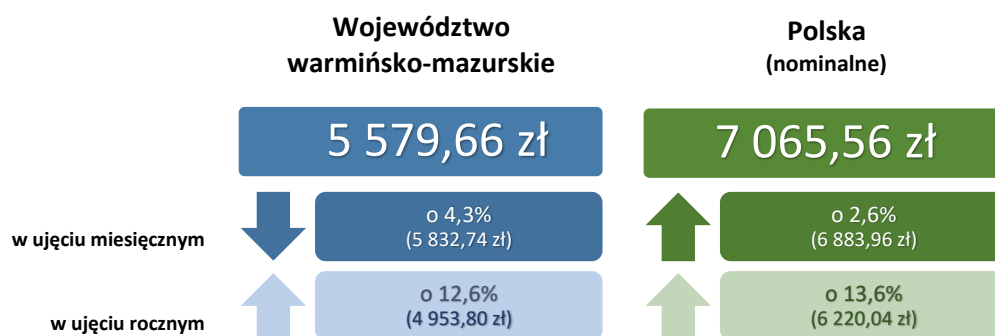 Województwo
warmińsko-mazurskie
Polska
(nominalne)
5 579,66 zł
7 065,56 zł
w ujęciu miesięcznym
o 4,3%
(5 832,74 zł)
o 2,6%
(6 883,96 zł)
w ujęciu rocznym
o 12,6%
(4 953,80 zł)
o 13,6%
(6 220,04 zł)